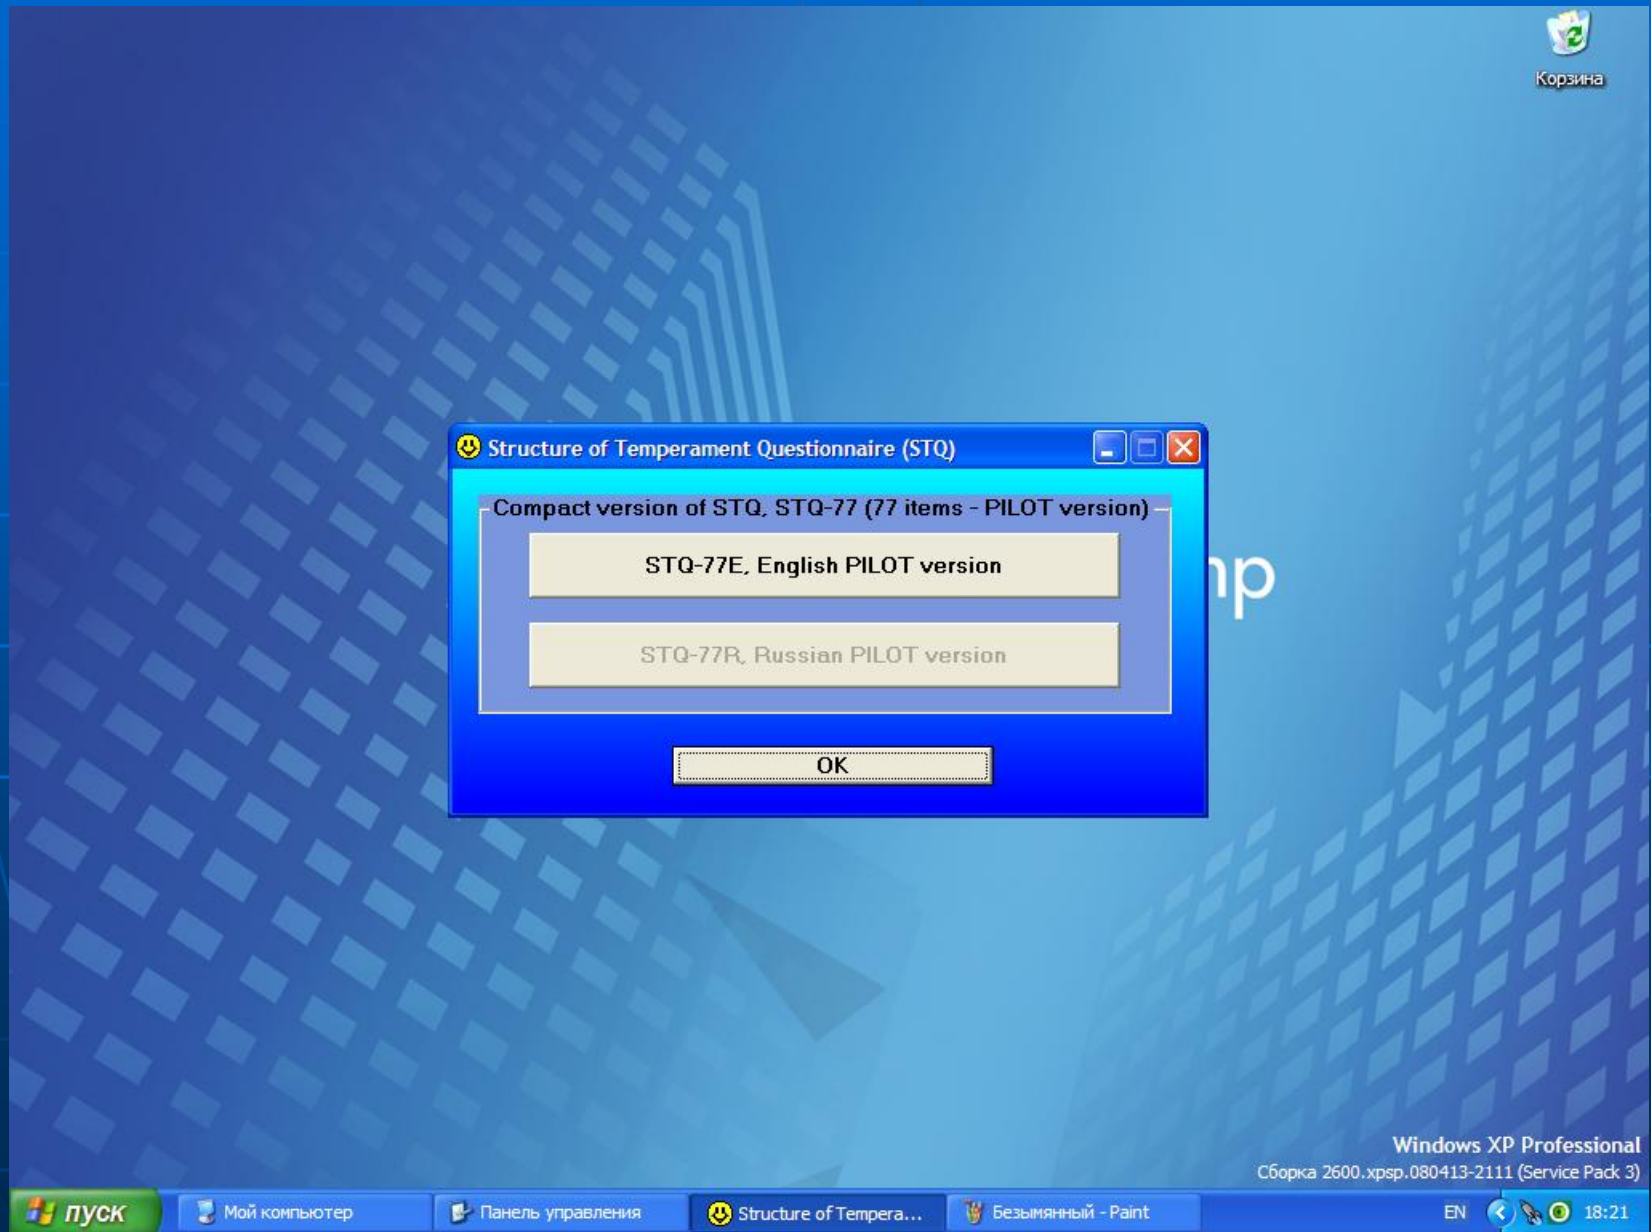 Корзина
Structure of Temperament Questionnaire (STQ)
Compact version of STQ, STQ-77 (77 items - PILOT version)
STQ-77E, English PILOT version
mp
STQ-77R, Russian PILOT version
OK
Windows XP Professional
Сборка 2600.xpsp.080413-2111 (Service Pack 3)
пуск
Мой компьютер
Панель управления
Structure of Tempera...
Безымянный - Paint
EN
18:21